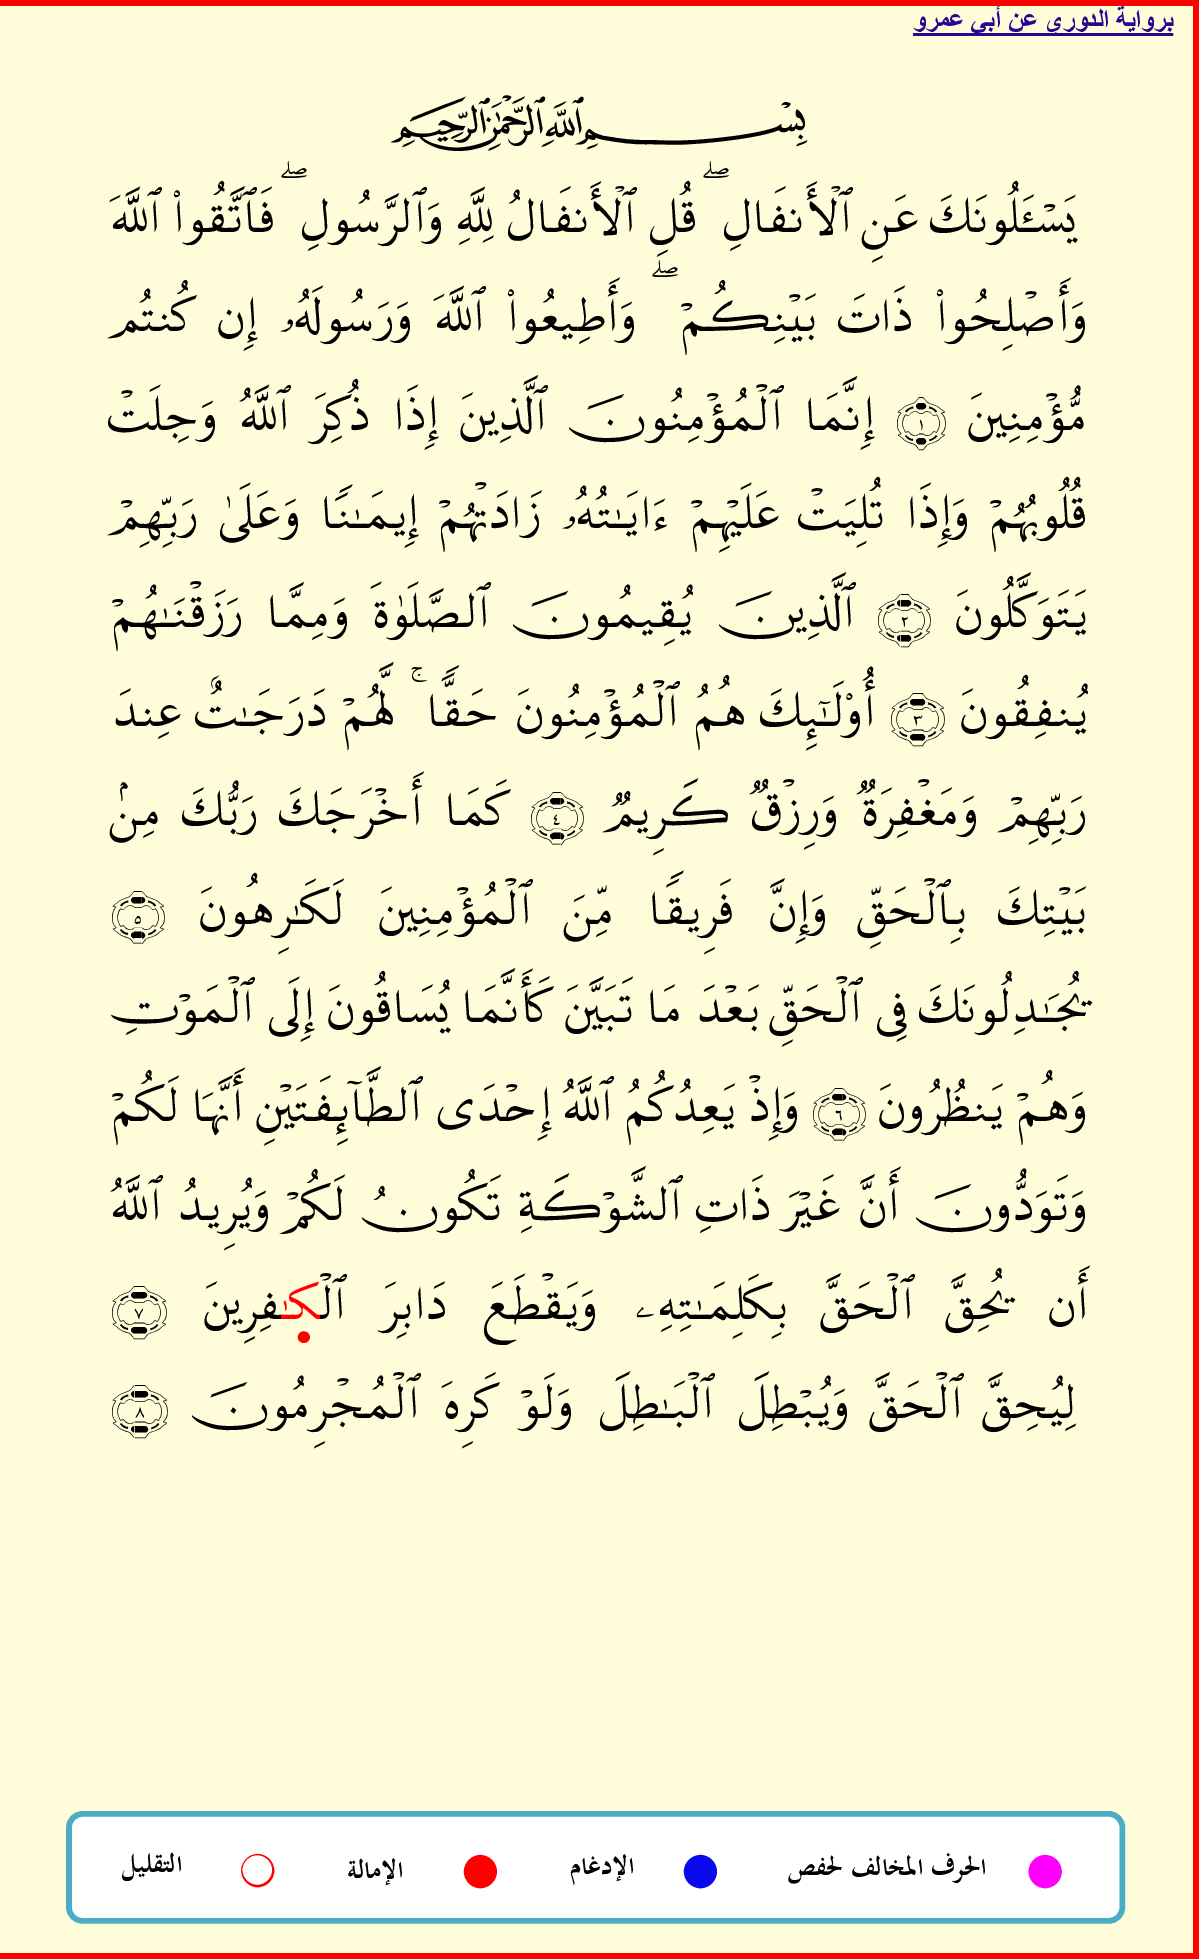 برواية الدوري عن أبي عمرو
بِسْمِ ٱللَّهِ ٱلرَّحْمَٰنِ ٱلرَّحِيمِ
يَسْـَٔلُونَكَ عَنِ ٱلْأَنفَالِ ۖ قُلِ ٱلْأَنفَالُ لِلَّهِ وَٱلرَّسُولِ ۖ فَٱتَّقُوا۟ ٱللَّهَ
وَأَصْلِحُوا۟ ذَاتَ بَيْنِكُمْ ۖ وَأَطِيعُوا۟ ٱللَّهَ وَرَسُولَهُۥ إِن كُنتُم
مُّؤْمِنِينَ ١ إِنَّمَا ٱلْمُؤْمِنُونَ ٱلَّذِينَ إِذَا ذُكِرَ ٱللَّهُ وَجِلَتْ
قُلُوبُهُمْ وَإِذَا تُلِيَتْ عَلَيْهِمْ ءَايَـٰتُهُۥ زَادَتْهُمْ إِيمَـٰنًا وَعَلَىٰ رَبِّهِمْ
يَتَوَكَّلُونَ ٢ ٱلَّذِينَ يُقِيمُونَ ٱلصَّلَوٰةَ وَمِمَّا رَزَقْنَـٰهُمْ
يُنفِقُونَ ٣ أُو۟لَـٰٓئِكَ هُمُ ٱلْمُؤْمِنُونَ حَقًّا ۚ لَّهُمْ دَرَجَـٰتٌ عِندَ
رَبِّهِمْ وَمَغْفِرَةٌ وَرِزْقٌ كَرِيمٌ ٤ كَمَا أَخْرَجَكَ رَبُّكَ مِنۢ
بَيْتِكَ بِٱلْحَقِّ وَإِنَّ فَرِيقًا مِّنَ ٱلْمُؤْمِنِينَ لَكَـٰرِهُونَ ٥
يُجَـٰدِلُونَكَ فِى ٱلْحَقِّ بَعْدَ مَا تَبَيَّنَ كَأَنَّمَا يُسَاقُونَ إِلَى ٱلْمَوْتِ
وَهُمْ يَنظُرُونَ ٦ وَإِذْ يَعِدُكُمُ ٱللَّهُ إِحْدَى ٱلطَّآئِفَتَيْنِ أَنَّهَا لَكُمْ
وَتَوَدُّونَ أَنَّ غَيْرَ ذَاتِ ٱلشَّوْكَةِ تَكُونُ لَكُمْ وَيُرِيدُ ٱللَّهُ
أَن يُحِقَّ ٱلْحَقَّ بِكَلِمَـٰتِهِۦ وَيَقْطَعَ دَابِرَ ٱلْكَـٰفِرِينَ ٧
لِيُحِقَّ ٱلْحَقَّ وَيُبْطِلَ ٱلْبَـٰطِلَ وَلَوْ كَرِهَ ٱلْمُجْرِمُونَ ٨
الحرف المخالف لحفص الإدغام الإمالة التقليل